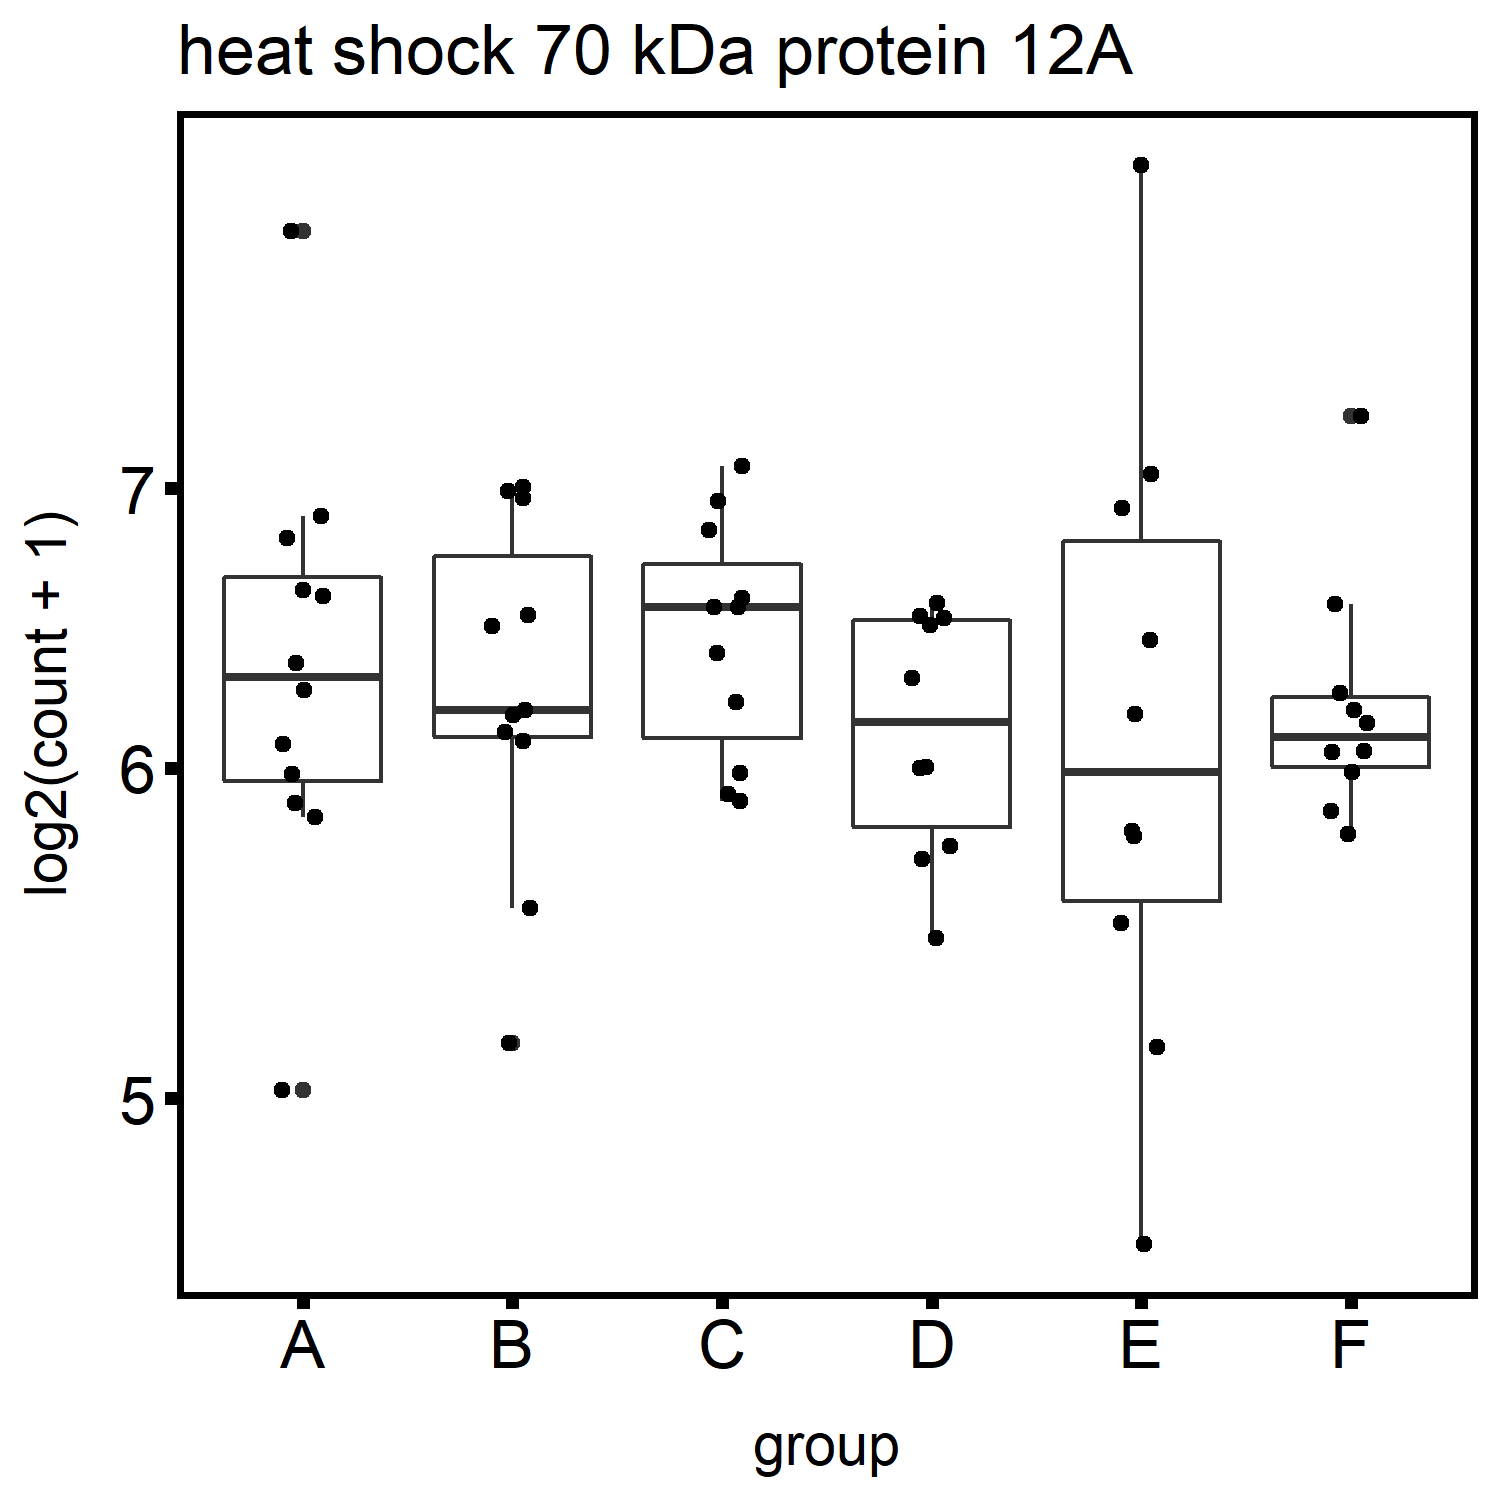 heat shock 70 kDa protein 12A
log2(count + 1)
7
6
5
A B C D E F
group